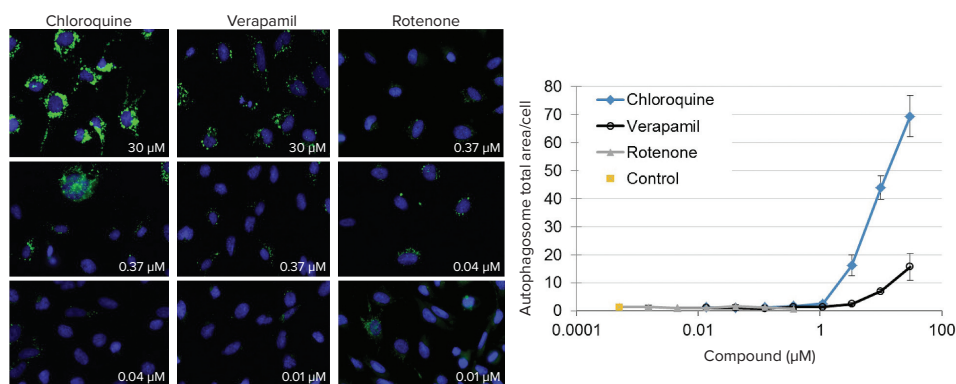 Chloroquine
Verapamil
Rotenone
30 µM
30 µM
0.37 µM
0.37 µM
0.37 µM
0.04 µM
0.04 µM
0.01 µM
0.01 µM
Autophagosome total area/cell
80
70
60
50
40
30
20
10
0
Chloroquine
Verapamil
Rotenone
Control
0.0001
0.01
1
100
Compound (µM)